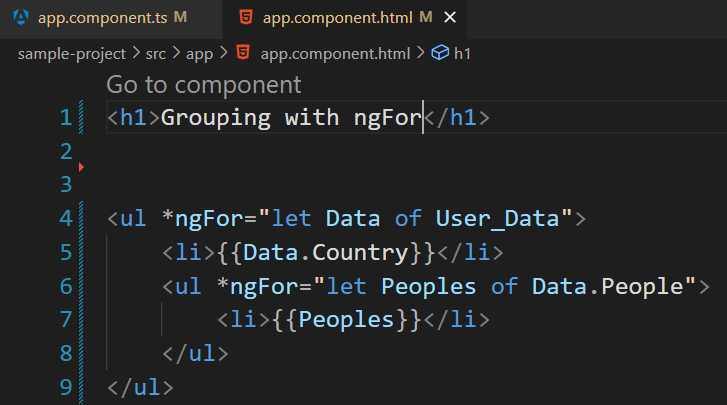 app.component.ts M app.component.html M
sample-project > src > app > app.component.html > h1
Go to component
1 <h1>Grouping with ngFor</h1>
2
3
4 <ul *ngFor="let Data of User_Data">
5 <li>{{Data.Country}}</li>
6 <ul *ngFor="let Peoples of Data.People">
7 <li>{{Peoples}}</li>
8 </ul>
9 </ul>